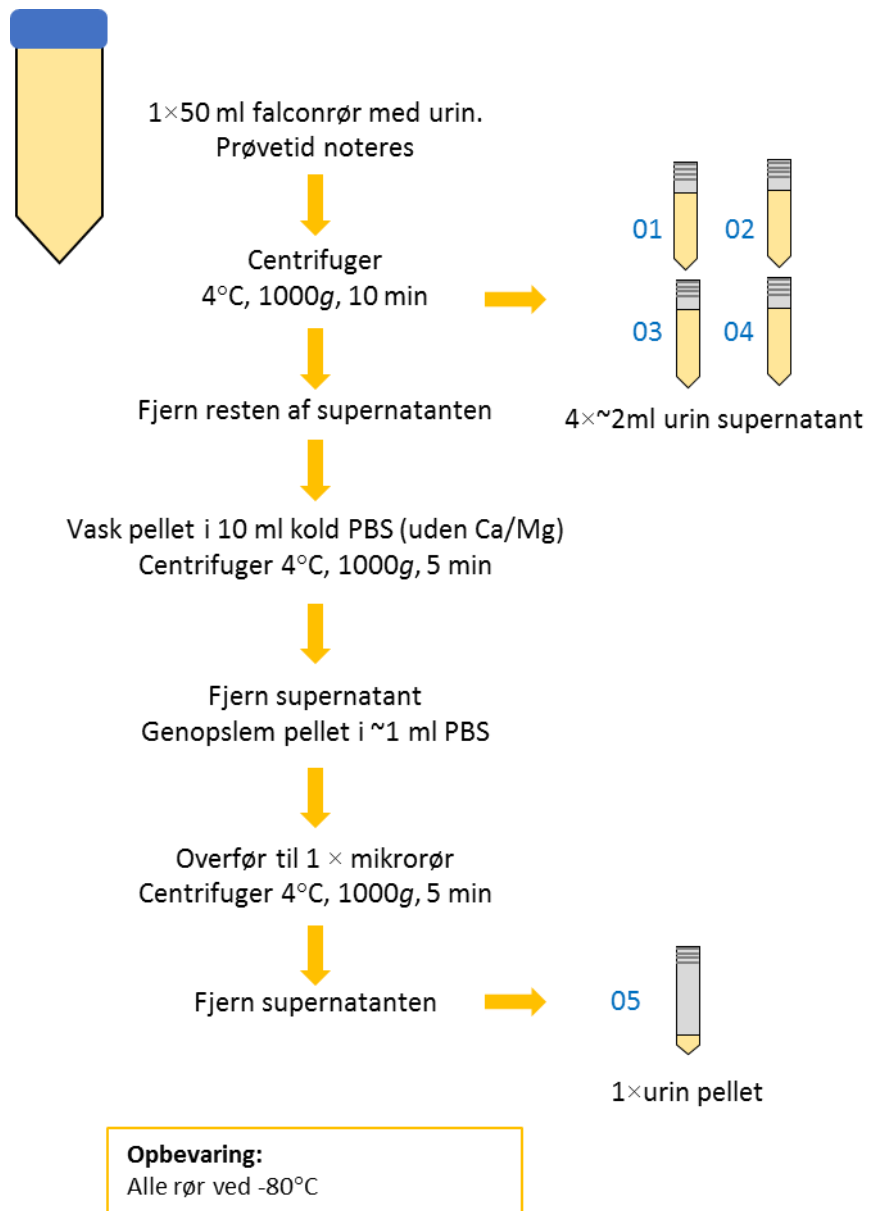 1×50 ml falconrør med urin.
Prøvetid noteres
Centrifuger
4°C, 1000g, 10 min
01
02
03
04
4×~2ml urin supernatant
Fjern resten af supernatanten
Vask pellet i 10 ml kold PBS (uden Ca/Mg)
Centrifuger 4°C, 1000g, 5 min
Fjern supernatant
Genopslem pellet i ~1 ml PBS
Overfør til 1 × mikrorør
Centrifuger 4°C, 1000g, 5 min
Fjern supernatanten
05
1×urin pellet
Opbevaring:
Alle rør ved -80°C